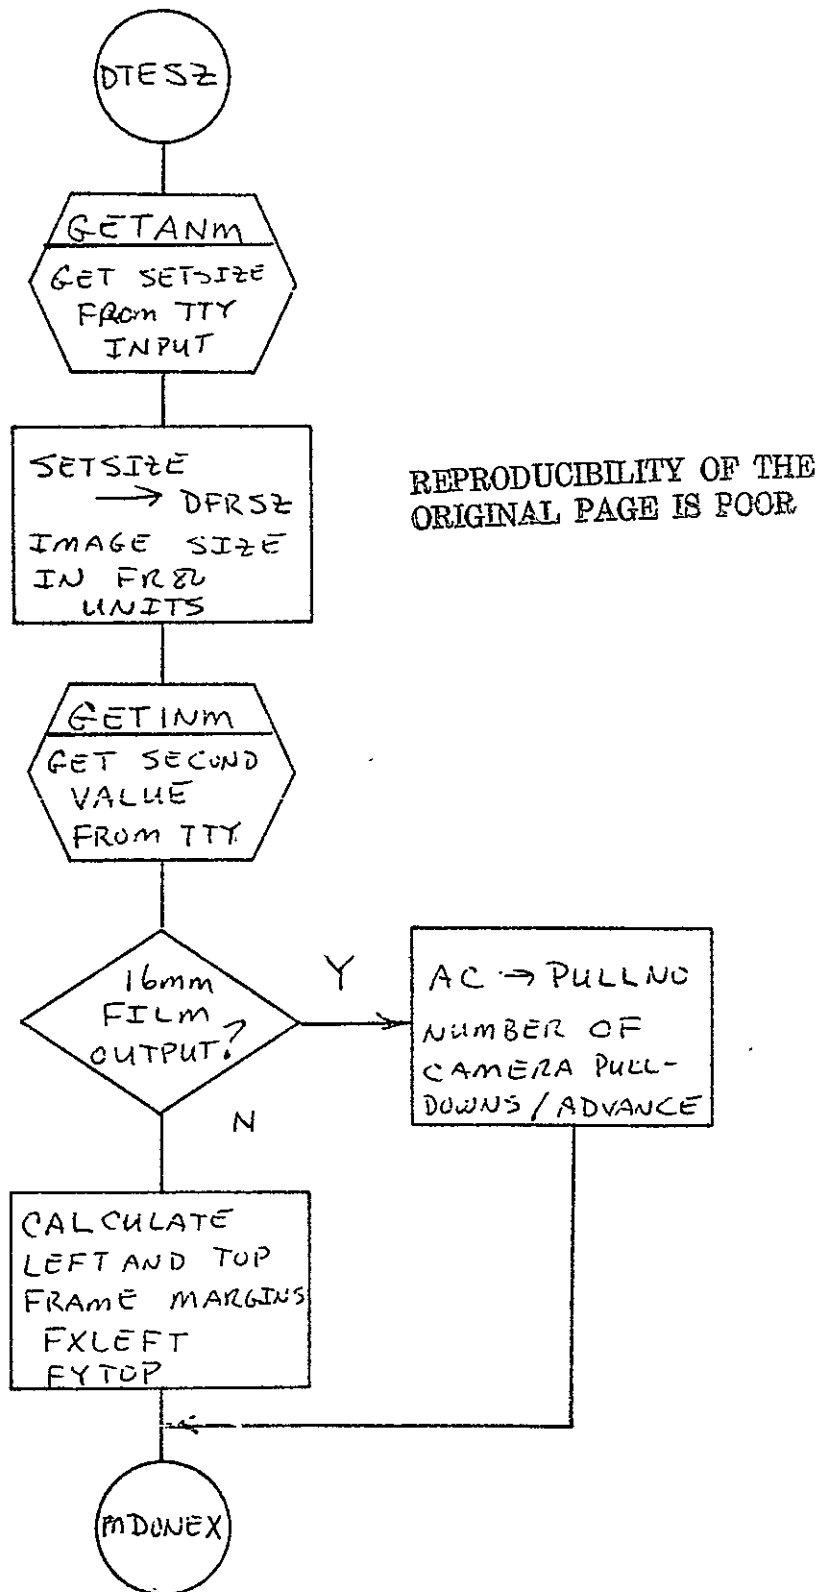 DTESZ
GETANM
GET SETSIZE
FROM TTY
INPUT
SETSIZE
→ DFRSZ
IMAGE SIZE
IN FR80
UNITS
REPRODUCIBILITY OF THE
ORIGINAL PAGE IS POOR
GETINM
GET SECOND
VALUE
FROM TTY
16mm
FILM
OUTPUT?
Y
AC → PULLNO
NUMBER OF
CAMERA PULL-
DOWNS / ADVANCE
N
CALCULATE
LEFT AND TOP
FRAME MARGINS
FXLEFT
FYTOP
MDONEX